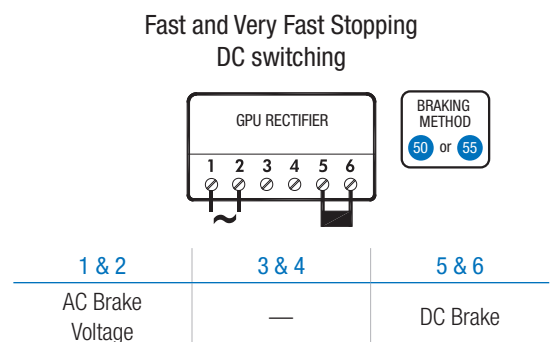 Fast and Very Fast Stopping
DC switching
GPU RECTIFIER
1 2 3 4 5 6
~
BRAKING
METHOD
50 or 55
1 & 2 3 & 4 5 & 6
AC Brake
Voltage
—
DC Brake